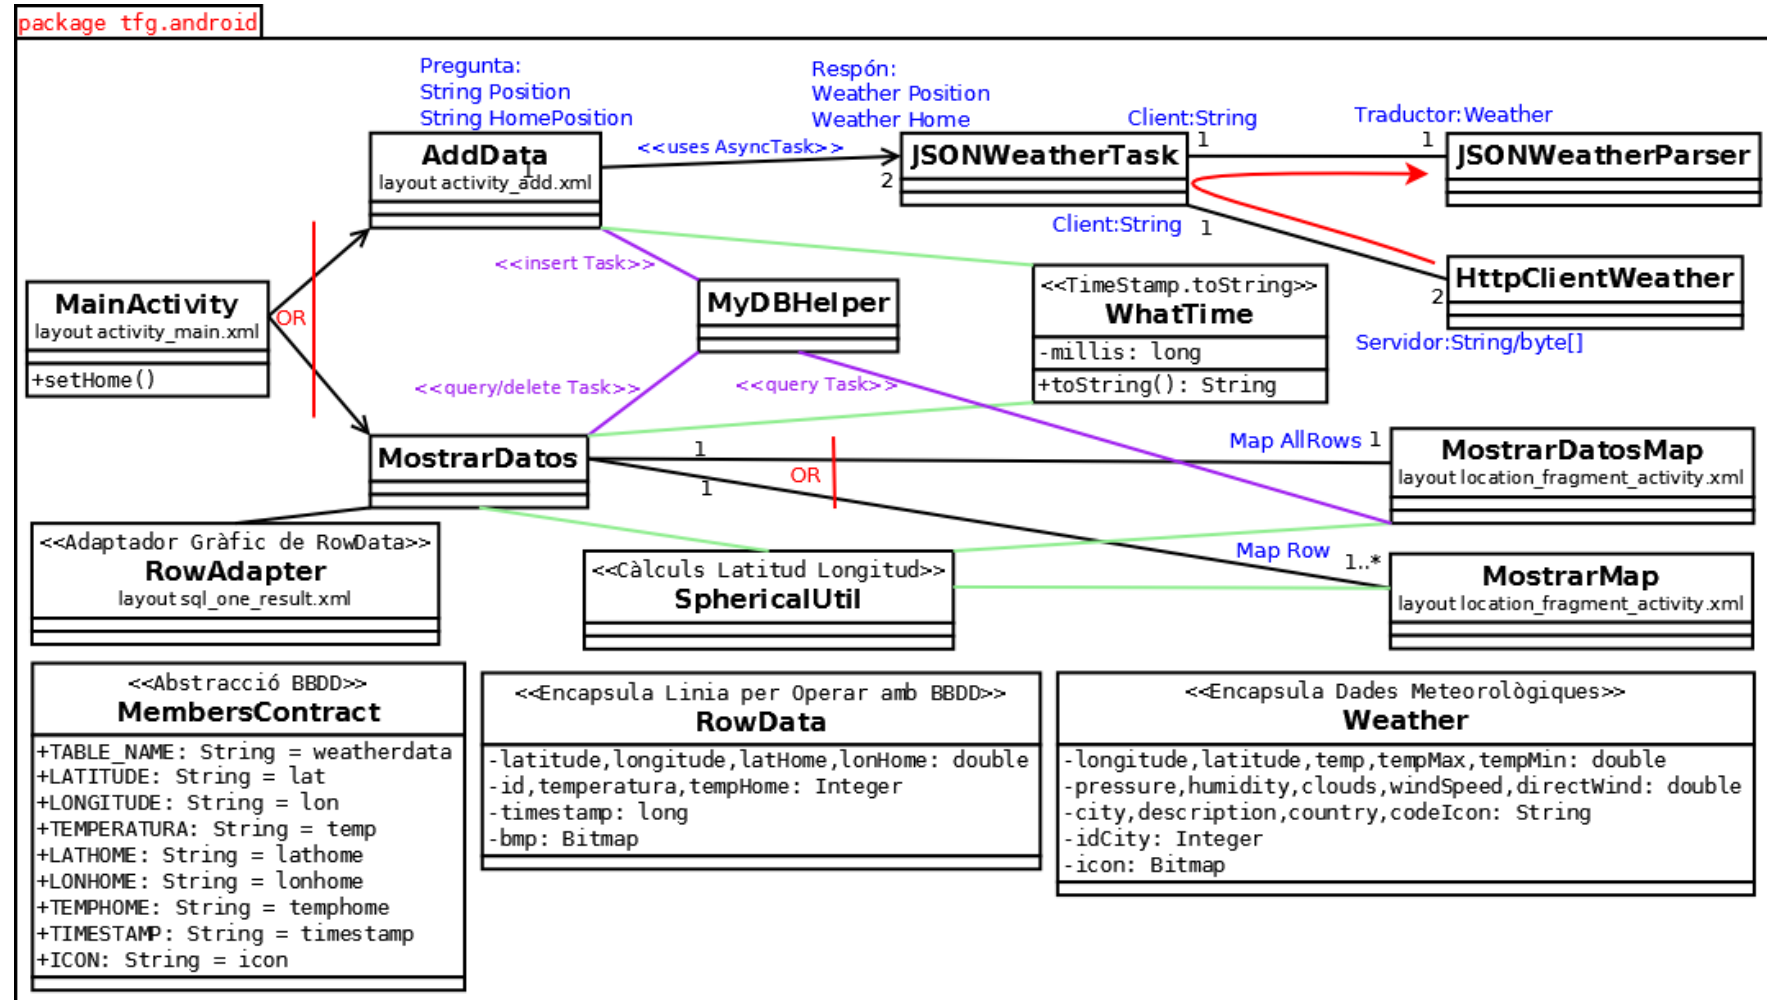 package tfg.android
Pregunta:
String Position
String HomePosition
Respón:
Weather Position
Weather Home
<<uses AsyncTask>>
Client:String
Traductor:Weather
AddData
1
layout activity_add.xml
2
JSONWeatherTask
1
1
JSONWeatherParser
Client:String
1
2
HttpClientWeather
Servidor:String/byte[]
<<insert Task>>
MainActivity
layout activity_main.xml
+setHome()
OR
MyDBHelper
<<TimeStamp.toString>>
WhatTime
-millis: long
+toString(): String
<<query/delete Task>>
<<query Task>>
MostrarDatos
1
1
OR
Map AllRows
1
MostrarDatosMap
layout location_fragment_activity.xml
Map Row
1..*
MostrarMap
layout location_fragment_activity.xml
<<Adaptador Gràfic de RowData>>
RowAdapter
layout sql_one_result.xml
<<Càlculs Latitud Longitud>>
SphericalUtil
<<Abstracció BBDD>>
MembersContract
+TABLE_NAME: String = weatherdata
+LATITUDE: String = lat
+LONGITUDE: String = lon
+TEMPERATURA: String = temp
+LATHOME: String = lathome
+LONHOME: String = lonhome
+TEMPHOME: String = temphome
+TIMESTAMP: String = timestamp
+ICON: String = icon
<<Encapsula Linia per Operar amb BBDD>>
RowData
-latitude,longitude,latHome,lonHome: double
-id,temperatura,tempHome: Integer
-timestamp: long
-bmp: Bitmap
<<Encapsula Dades Meteorològiques>>
Weather
-longitude,latitude,temp,tempMax,tempMin: double
-pressure,humidity,clouds,windSpeed,directWind: double
-city,description,country,codeIcon: String
-idCity: Integer
-icon: Bitmap